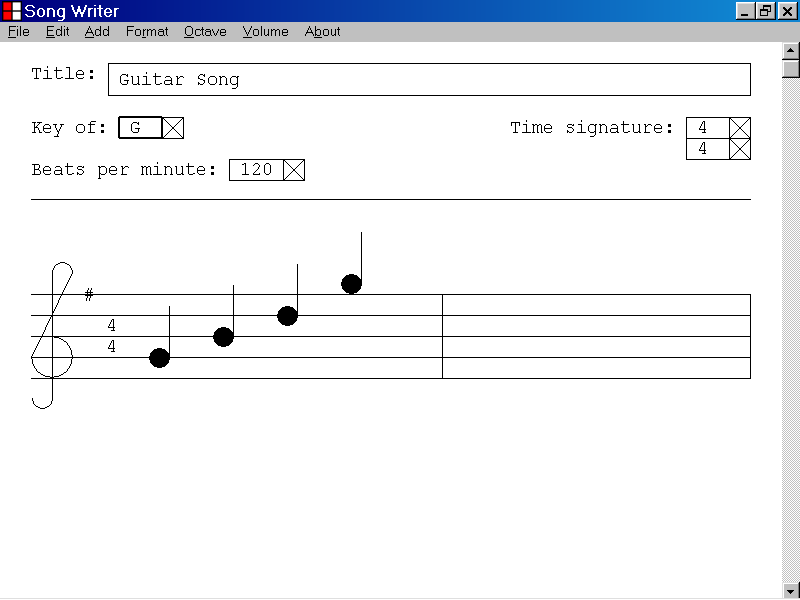 Song Writer
File Edit Add Format Octave Volume About
Title: Guitar Song
Key of: G Time signature: 4
4
Beats per minute: 120
#
4
4